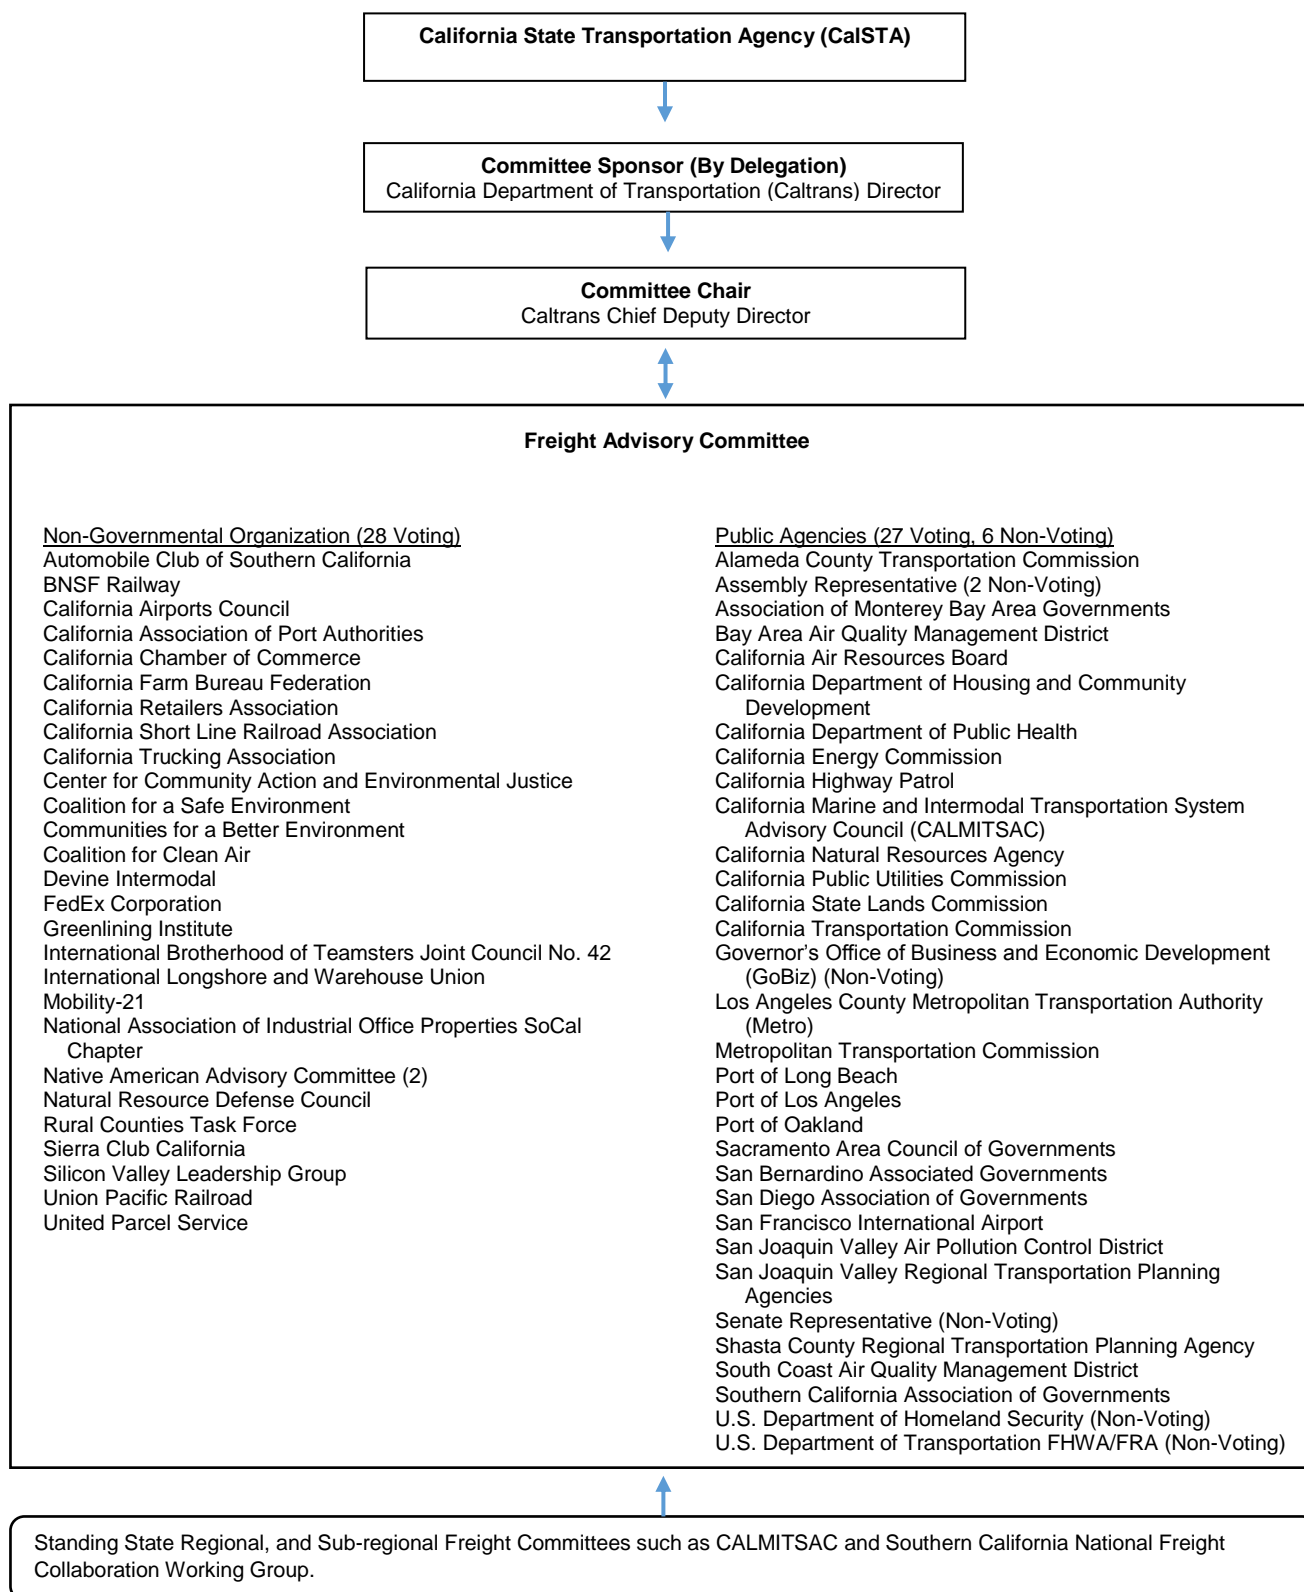 California State Transportation Agency (CalSTA)
Committee Sponsor (By Delegation)
California Department of Transportation (Caltrans) Director
Committee Chair
Caltrans Chief Deputy Director
Freight Advisory Committee
Non-Governmental Organization (28 Voting)
Automobile Club of Southern California
BNSF Railway
California Airports Council
California Association of Port Authorities
California Chamber of Commerce
California Farm Bureau Federation
California Retailers Association
California Short Line Railroad Association
California Trucking Association
Center for Community Action and Environmental Justice
Coalition for a Safe Environment
Communities for a Better Environment
Coalition for Clean Air
Devine Intermodal
FedEx Corporation
Greenlining Institute
International Brotherhood of Teamsters Joint Council No. 42
International Longshore and Warehouse Union
Mobility-21
National Association of Industrial Office Properties SoCal
Chapter
Native American Advisory Committee (2)
Natural Resource Defense Council
Rural Counties Task Force
Sierra Club California
Silicon Valley Leadership Group
Union Pacific Railroad
United Parcel Service
Public Agencies (27 Voting, 6 Non-Voting)
Alameda County Transportation Commission
Assembly Representative (2 Non-Voting)
Association of Monterey Bay Area Governments
Bay Area Air Quality Management District
California Air Resources Board
California Department of Housing and Community
Development
California Department of Public Health
California Energy Commission
California Highway Patrol
California Marine and Intermodal Transportation System
Advisory Council (CALMITSAC)
California Natural Resources Agency
California Public Utilities Commission
California State Lands Commission
California Transportation Commission
Governor’s Office of Business and Economic Development
(GoBiz) (Non-Voting)
Los Angeles County Metropolitan Transportation Authority
(Metro)
Metropolitan Transportation Commission
Port of Long Beach
Port of Los Angeles
Port of Oakland
Sacramento Area Council of Governments
San Bernardino Associated Governments
San Diego Association of Governments
San Francisco International Airport
San Joaquin Valley Air Pollution Control District
San Joaquin Valley Regional Transportation Planning
Agencies
Senate Representative (Non-Voting)
Shasta County Regional Transportation Planning Agency
South Coast Air Quality Management District
Southern California Association of Governments
U.S. Department of Homeland Security (Non-Voting)
U.S. Department of Transportation FHWA/FRA (Non-Voting)
Standing State Regional, and Sub-regional Freight Committees such as CALMITSAC and Southern California National Freight
Collaboration Working Group.